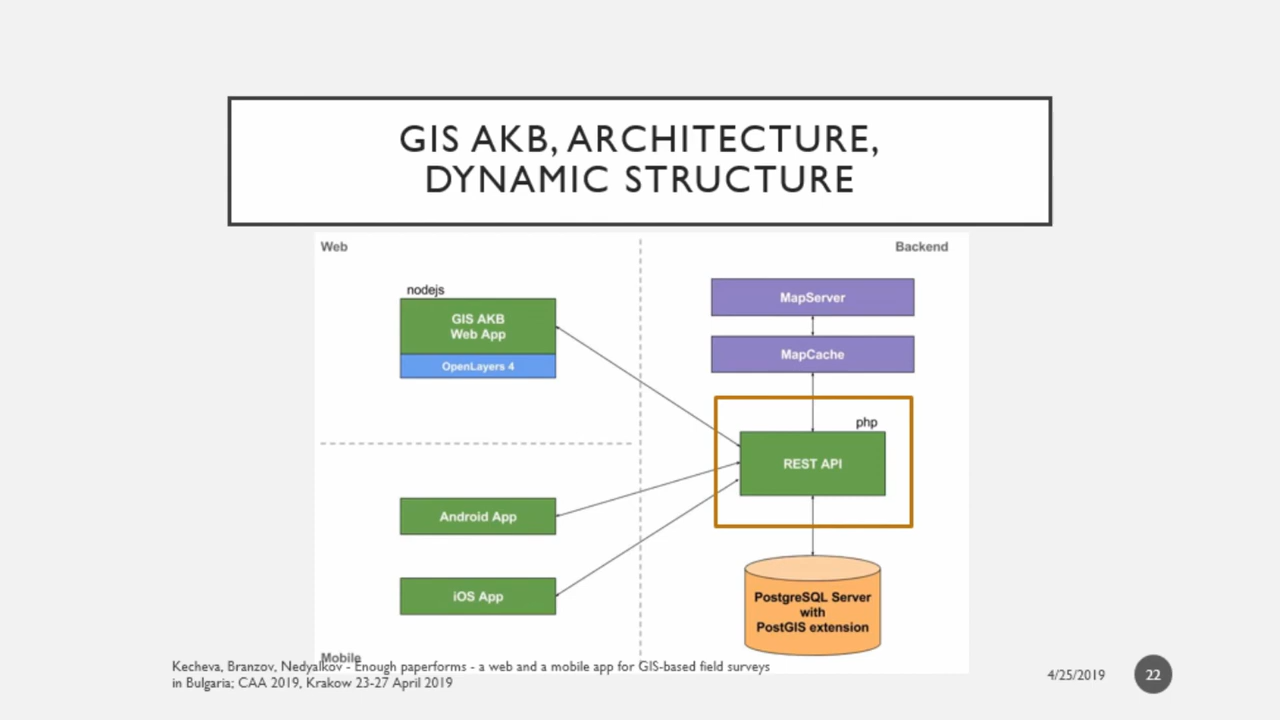 GIS AKB, ARCHITECTURE,
DYNAMIC STRUCTURE
Web
Backend
nodejs
GIS AKB
Web App
OpenLayers 4
MapServer
MapCache
php
REST API
Android App
iOS App
PostgreSQL Server
with
PostGIS extension
Mobile
Kecheva, Branzov, Nedyalkov - Enough paperforms - a web and a mobile app for GIS-based field surveys
in Bulgaria; CAA 2019, Krakow 23-27 April 2019
4/25/2019
22